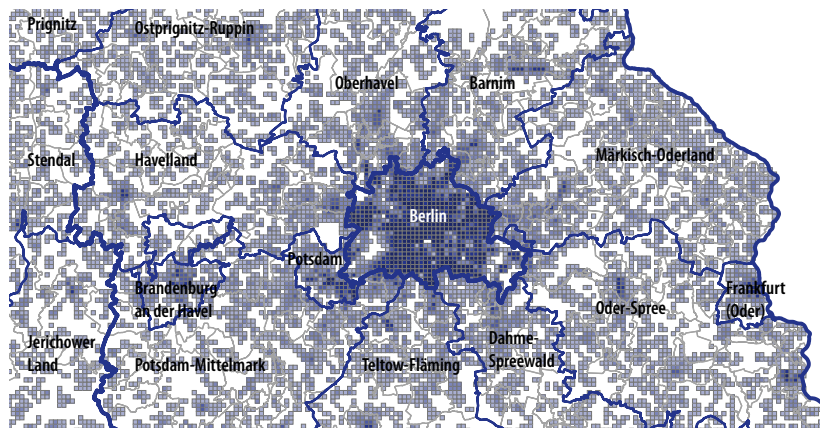 Prignitz
Ostprignitz-Ruppin
Oberhavel
Barnim
Stendal
Havelland
Märkisch-Oderland
Berlin
Potsdam
Brandenburg
an der Havel
Frankfurt
(Oder)
Oder-Spree
Jerichower
Land
Potsdam-Mittelmark
Teltow-Fläming
Dahme-
Spreewald